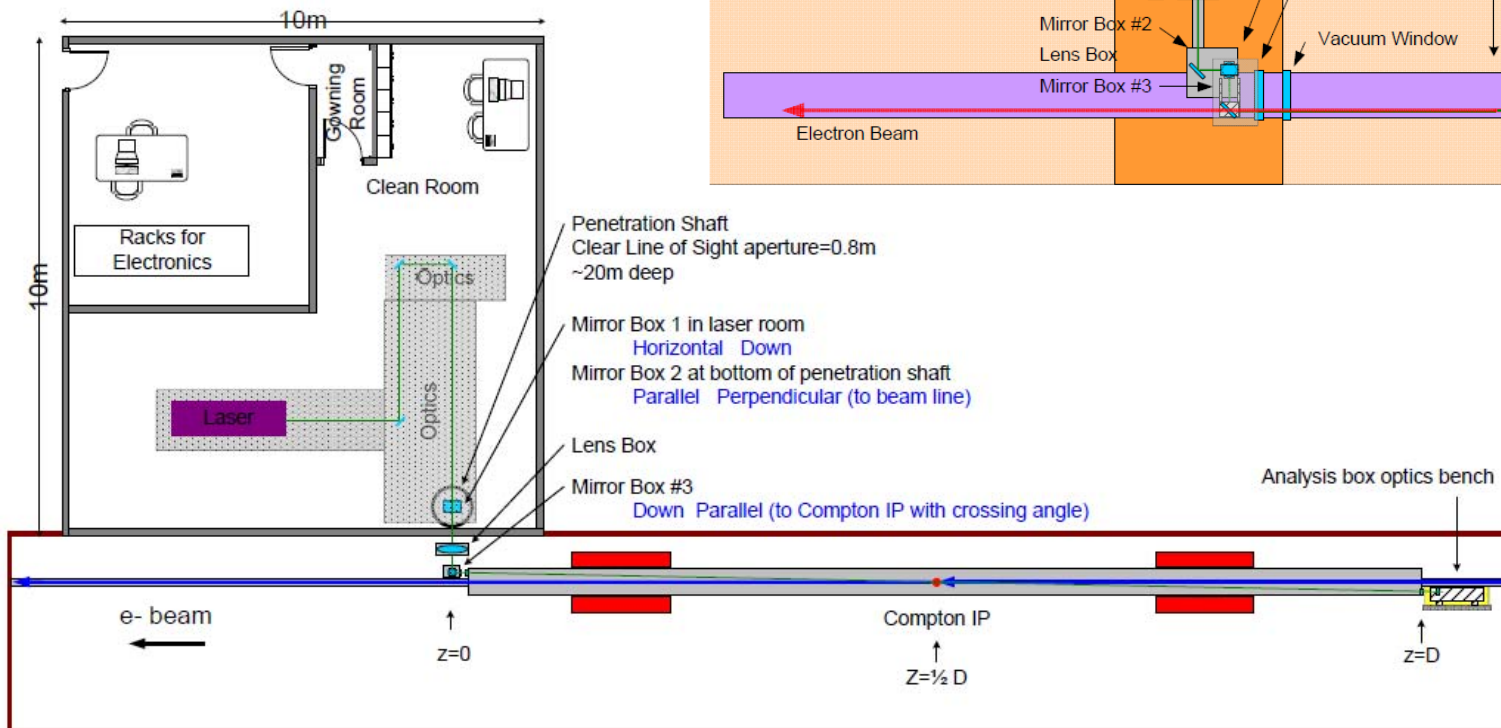 10m
10m
Gowning
Room
Clean Room
Racks for
Electronics
Optics
Optics
Laser
Mirror Box #2
Lens Box
Mirror Box #3
Vacuum Window
Electron Beam
Penetration Shaft
Clear Line of Sight aperture=0.8m
~20m deep
Mirror Box 1 in laser room
Horizontal Down
Mirror Box 2 at bottom of penetration shaft
Parallel Perpendicular (to beam line)
Lens Box
Mirror Box #3
Down Parallel (to Compton IP with crossing angle)
Analysis box optics bench
e- beam
z=0
Compton IP
Z=½ D
z=D